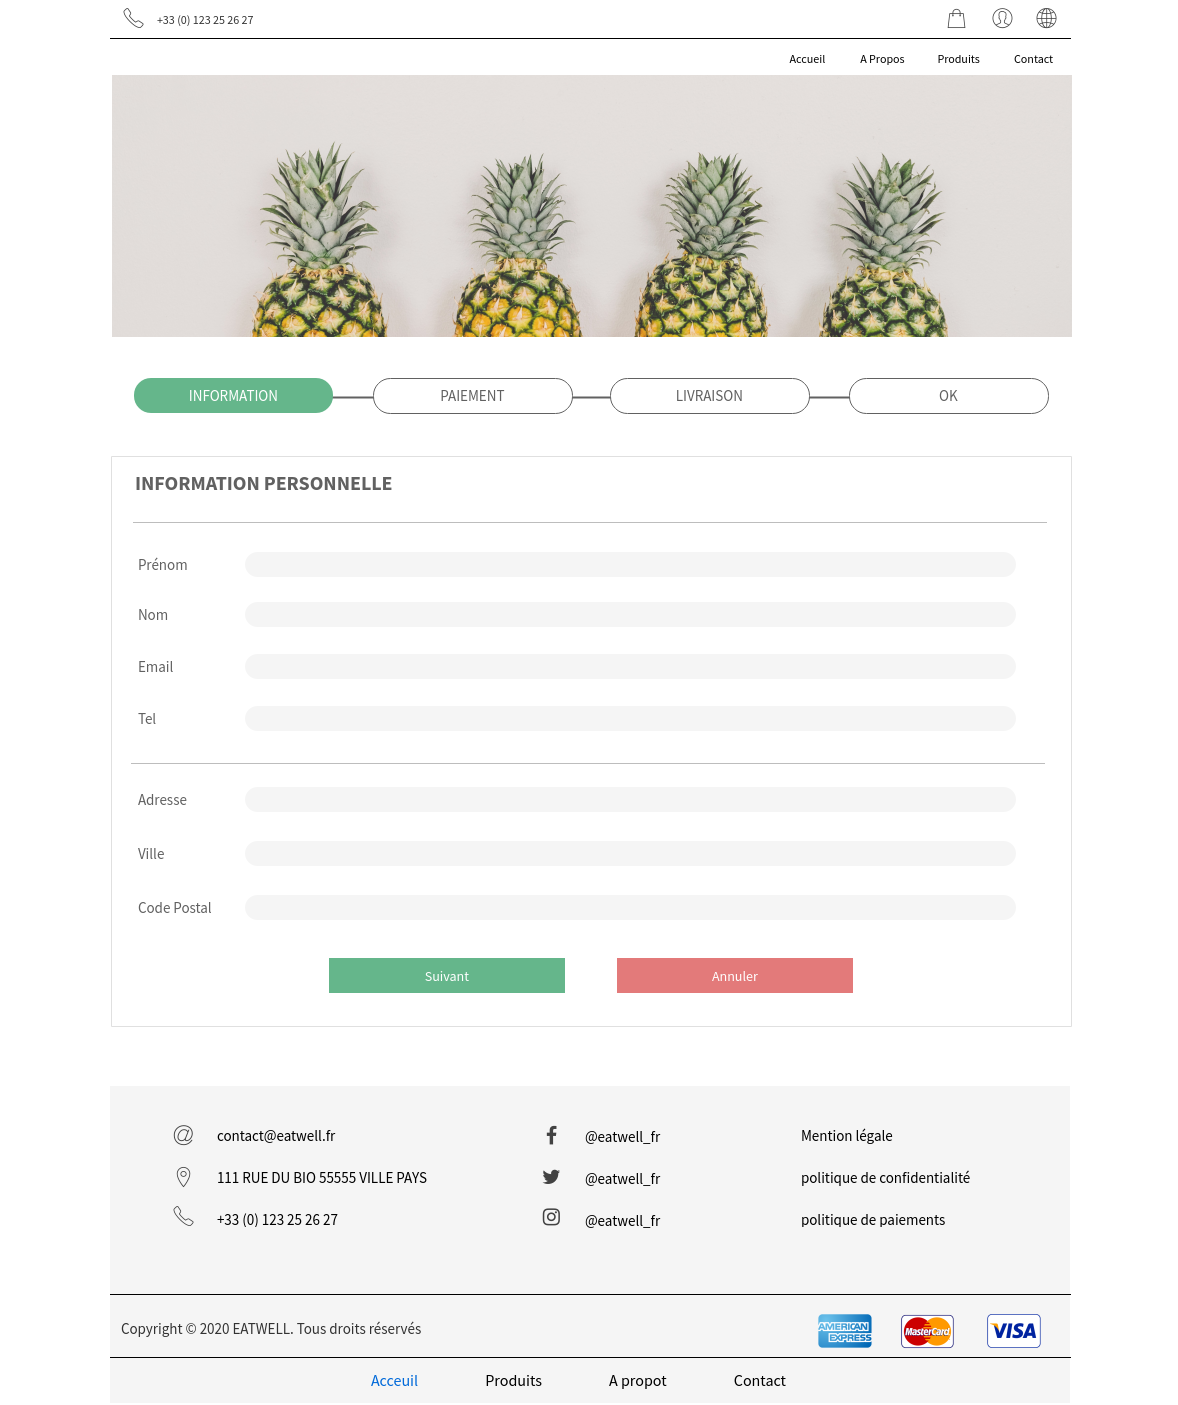 +33 (0) 123 25 26 27
Accueil A Propos Produits Contact
INFORMATION PAIEMENT LIVRAISON OK
INFORMATION PERSONNELLE
Prénom
Nom
Email
Tel
Adresse
Ville
Code Postal
Suivant Annuler
contact@eatwell.fr @eatwell_fr Mention légale
111 RUE DU BIO 55555 VILLE PAYS @eatwell_fr politique de confidentialité
+33 (0) 123 25 26 27 @eatwell_fr politique de paiements
Copyright © 2020 EATWELL. Tous droits réservés AMERICAN EXPRESS MasterCard VISA
Acceuil Produits A propot Contact